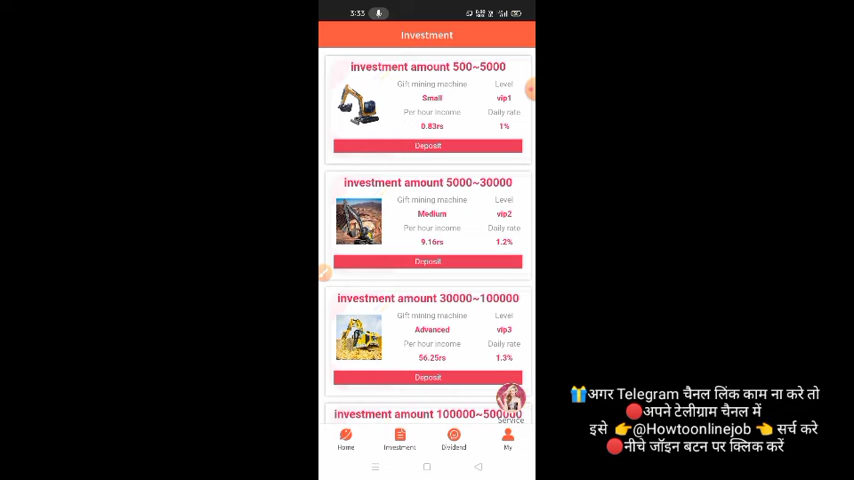 3:33
Investment
investment amount 500~5000
Gift mining machine
Level
Small
vip1
Per hour income
Daily rate
0.83rs
1%
Deposit
investment amount 5000~30000
Gift mining machine
Level
Medium
vip2
Per hour income
Daily rate
9.16rs
1.2%
Deposit
investment amount 30000~100000
Gift mining machine
Level
Advanced
vip3
Per hour income
Daily rate
56.25rs
1.3%
Deposit
investment amount 100000~500000
Service
Home
Investment
Dividend
My
🎁अगर Telegram चैनल लिंक काम ना करे तो
🔴अपने टेलीग्राम चैनल में
इसे 👉@Howtoonlinejob 👈 सर्च करे
🔴नीचे जॉइन बटन पर क्लिक करें